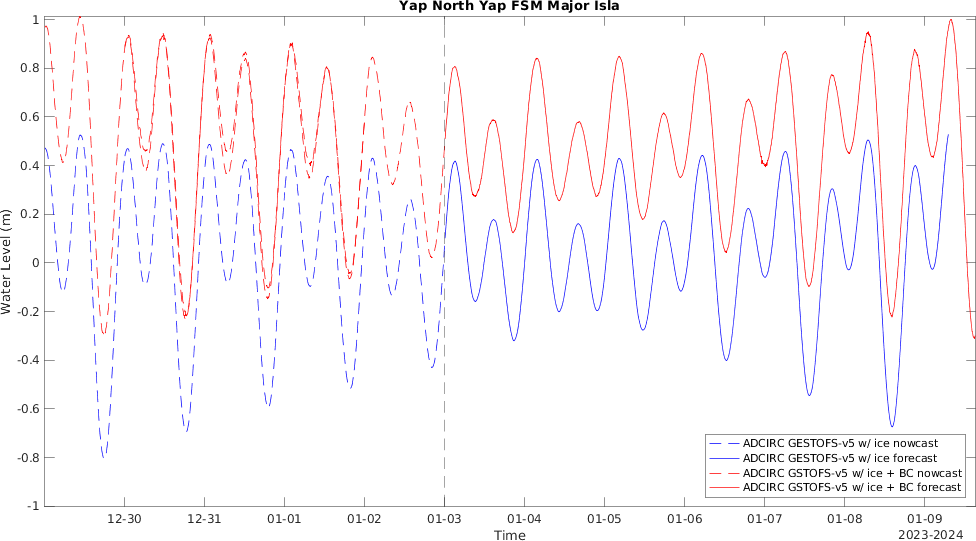 Yap North Yap FSM Major Isla
1
0.8
0.6
0.4
0.2
0
-0.2
-0.4
-0.6
-0.8
-1
Water Level (m)
ADCIRC GESTOFS-v5 w/ ice nowcast
ADCIRC GESTOFS-v5 w/ ice forecast
ADCIRC GSTOFS-v5 w/ ice + BC nowcast
ADCIRC GSTOFS-v5 w/ ice + BC forecast
12-30 12-31 01-01 01-02 01-03 01-04 01-05 01-06 01-07 01-08 01-09
Time
2023-2024